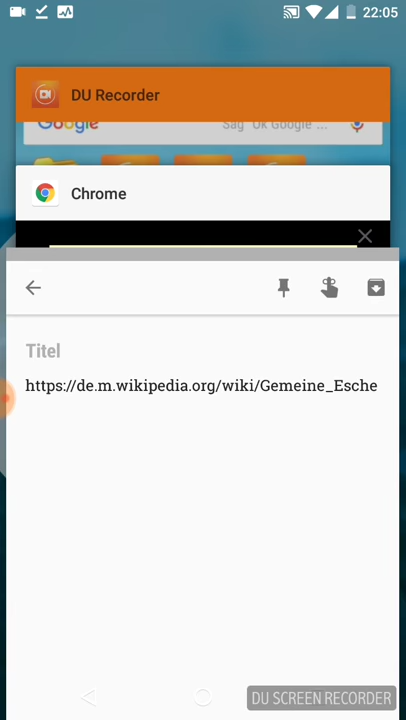 22:05
DU Recorder
Google
Sag "Ok Google"...
Chrome
Titel
https://de.m.wikipedia.org/wiki/Gemeine_Esche
DU SCREEN RECORDER